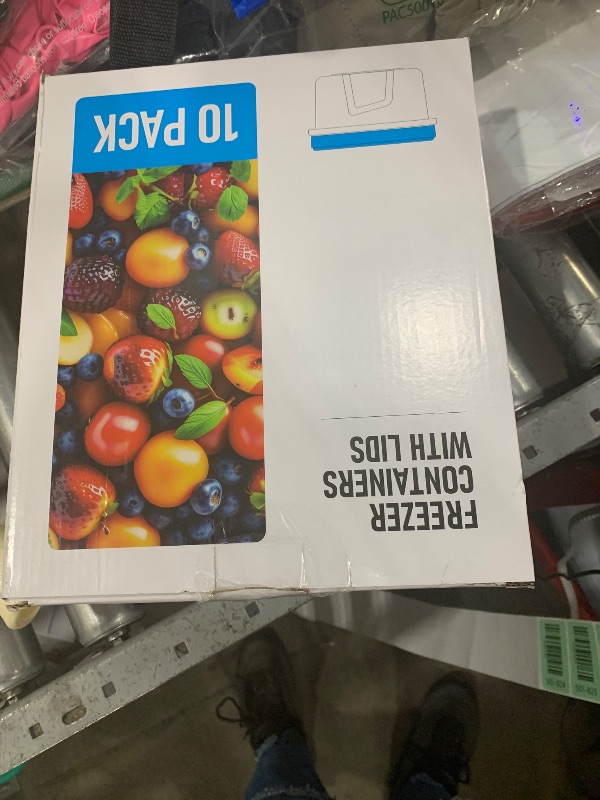 FREEZER
CONTAINERS
WITH LIDS
10 PACK